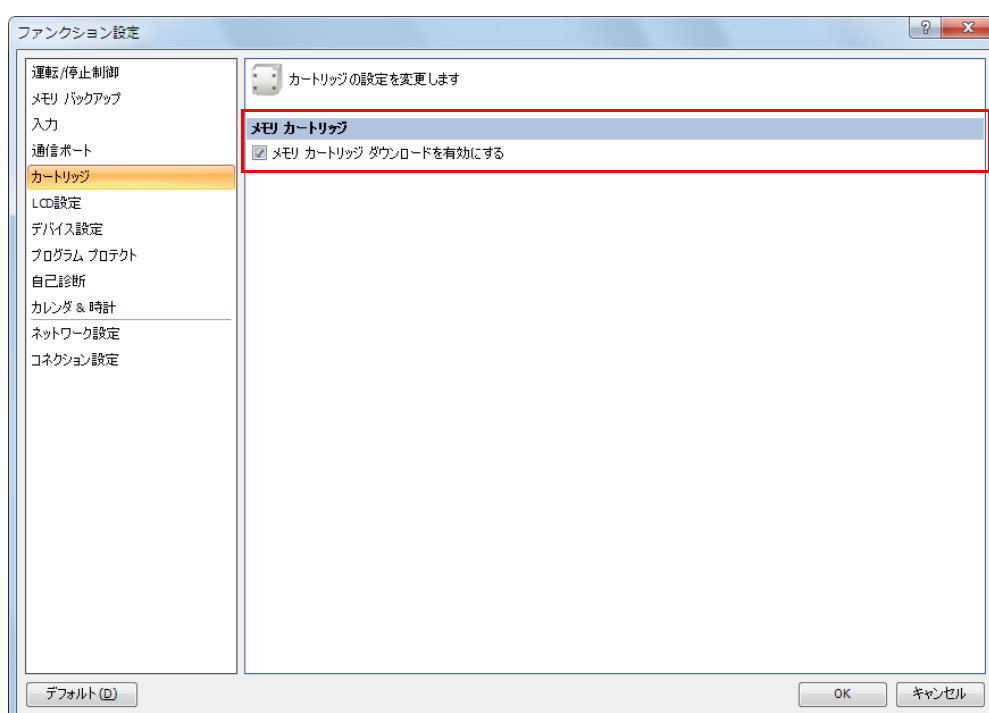 ファンクション設定
?
x
運転/停止制御
メモリ バックアップ
入力
通信ポート
カートリッジ
LCD設定
デバイス設定
プログラム プロテクト
自己診断
カレンダ & 時計
ネットワーク設定
コネクション設定
カートリッジの設定を変更します
メモリ カートリッジ
メモリ カートリッジ ダウンロードを有効にする
デフォルト(D)
OK
キャンセル